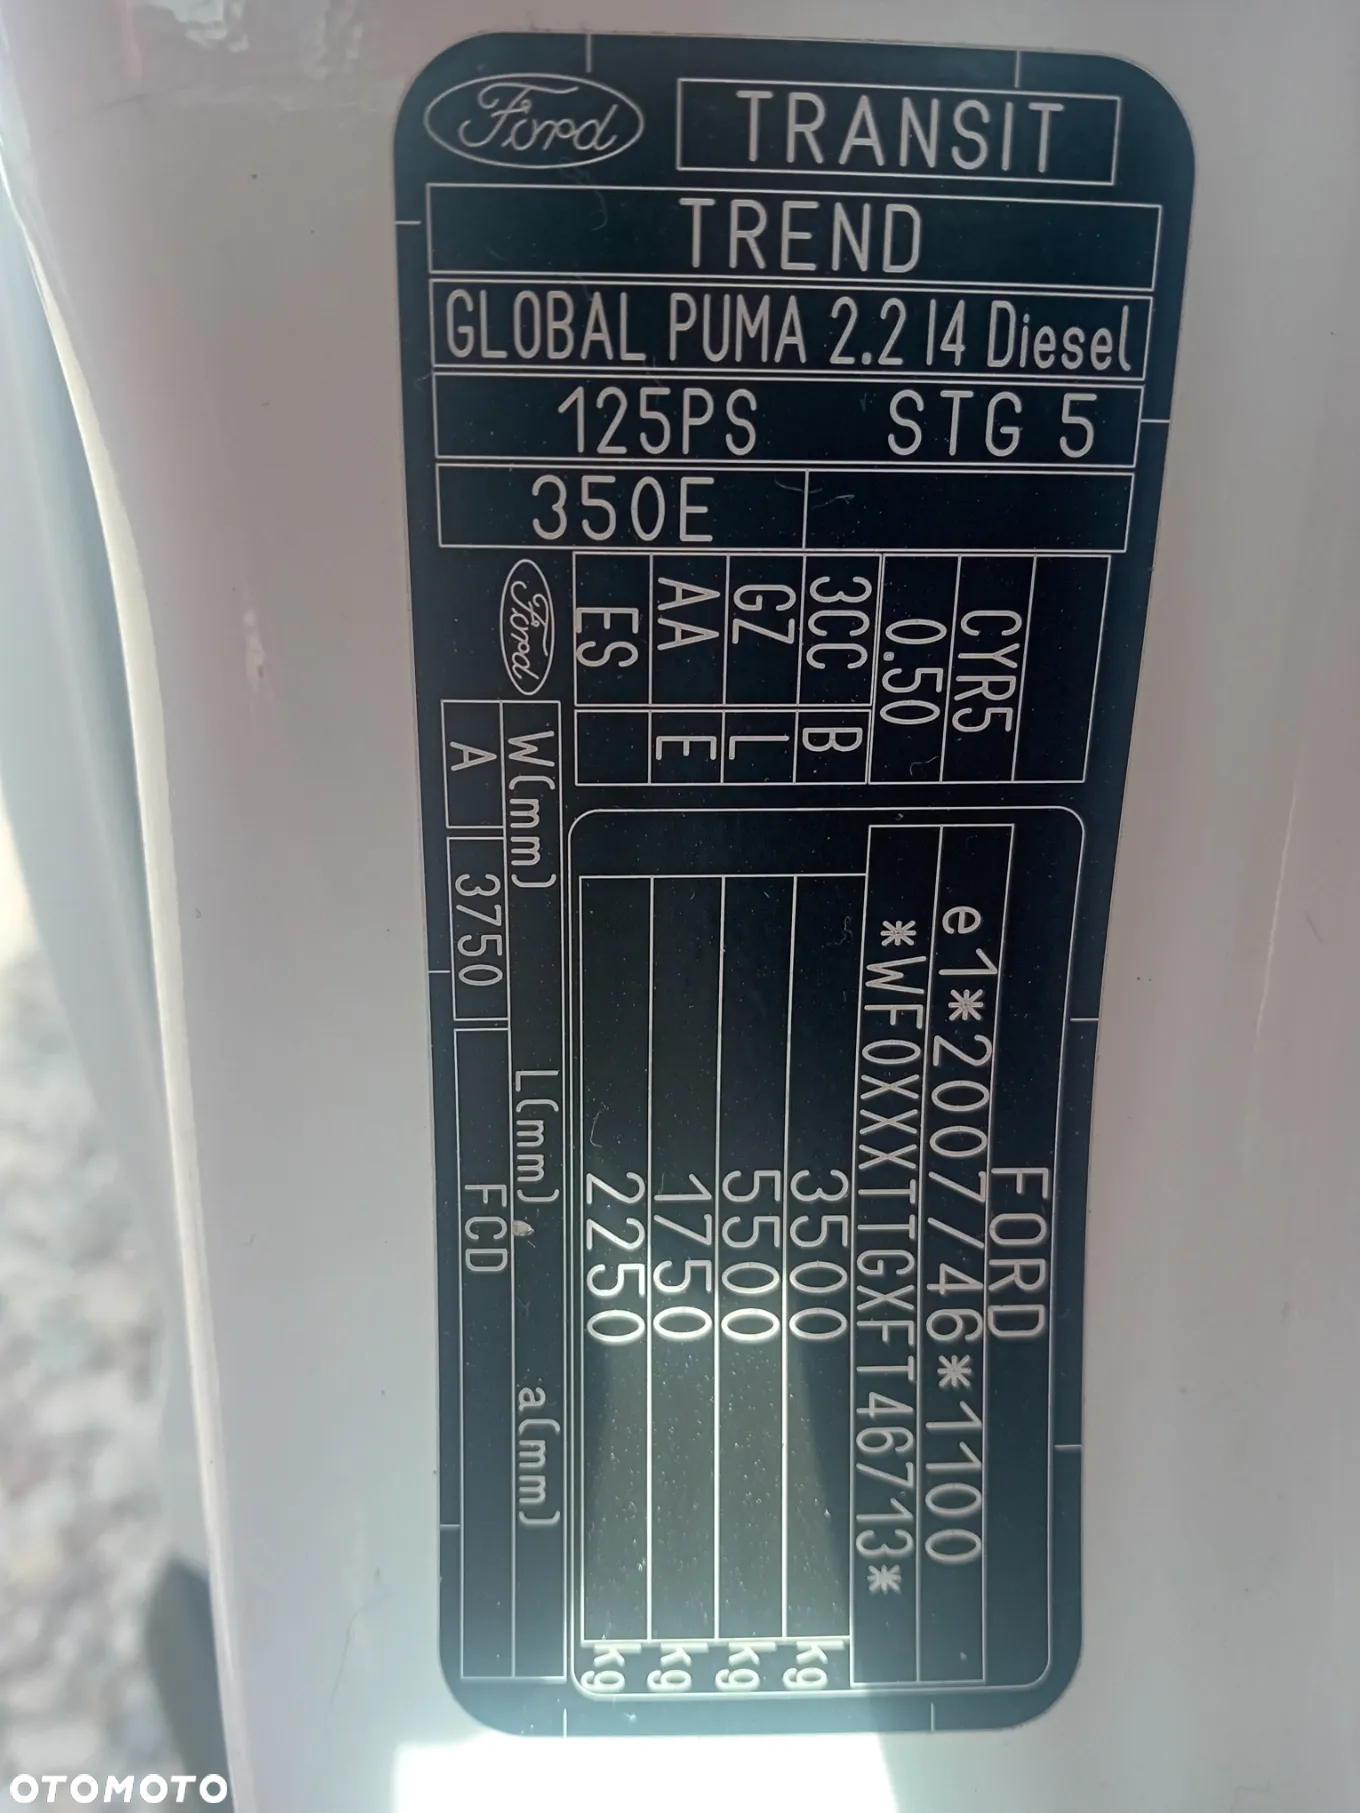 Ford TRANSIT
TREND
GLOBAL PUMA 2.2 I4 Diesel
125PS STG 5
350E
FORD
e1*2007/46*1100
CYR5
*WF0XXXTTGXFT46713*
0.50
3CC B 3500 kg
GZ L 5500 kg
AA E 1750 kg
ES 2250 kg
Ford
W(mm) L(mm) a(mm)
A 3750 FCD
OTOMOTO